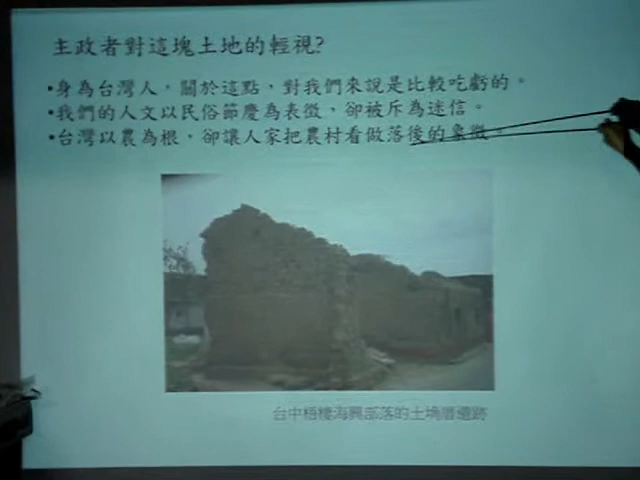 主政者對這塊土地的輕視?
•身為台灣人，關於這點，對我們來說是比較吃虧的。
•我們的人文以民俗節慶為表徵，卻被斥為迷信。
•台灣以農為根，卻讓人家把農村看做落後的象徵。
台中梧棲海興部落的土埆厝遺跡